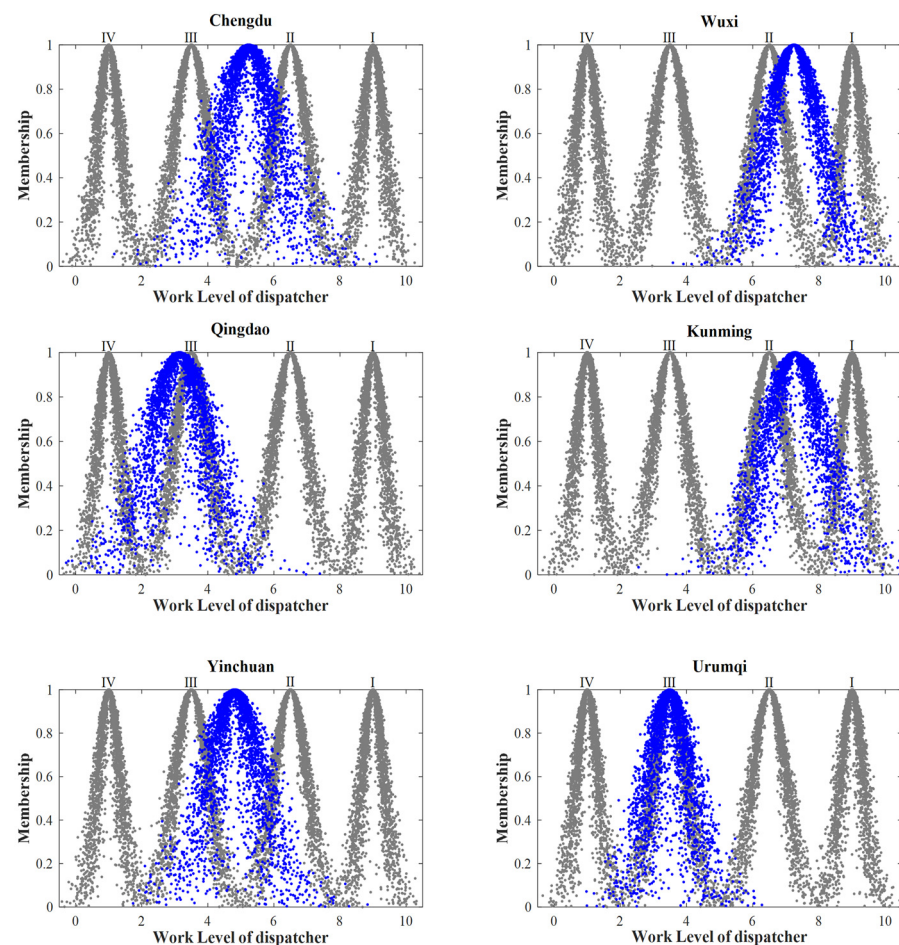 Chengdu
IV III II I
1
0.8
0.6
0.4
0.2
0
0 2 4 6 8 10
Membership
Work Level of dispatcher
Wuxi
IV III II I
1
0.8
0.6
0.4
0.2
0
0 2 4 6 8 10
Membership
Work Level of dispatcher
Qingdao
IV III II I
1
0.8
0.6
0.4
0.2
0
0 2 4 6 8 10
Membership
Work Level of dispatcher
Kunming
IV III II I
1
0.8
0.6
0.4
0.2
0
0 2 4 6 8 10
Membership
Work Level of dispatcher
Yinchuan
IV III II I
1
0.8
0.6
0.4
0.2
0
0 2 4 6 8 10
Membership
Work Level of dispatcher
Urumqi
IV III II I
1
0.8
0.6
0.4
0.2
0
0 2 4 6 8 10
Membership
Work Level of dispatcher